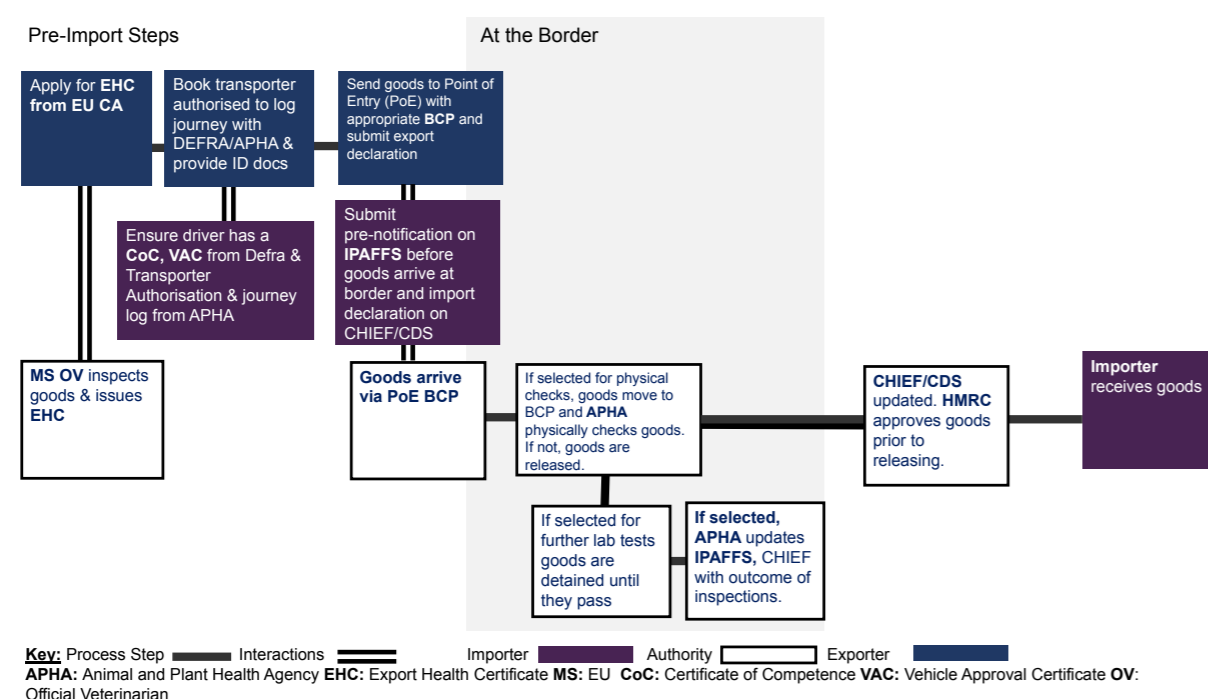 Pre-Import Steps
At the Border
Apply for EHC
from EU CA
Book transporter
authorised to log
journey with
DEFRA/APHA &
provide ID docs
Send goods to Point of
Entry (PoE) with
appropriate BCP and
submit export
declaration
Ensure driver has a
CoC, VAC from Defra &
Transporter
Authorisation & journey
log from APHA
Submit
pre-notification on
IPAFFS before
goods arrive at
border and import
declaration on
CHIEF/CDS
MS OV inspects
goods & issues
EHC
Goods arrive
via PoE BCP
If selected for physical
checks, goods move to
BCP and APHA
physically checks goods.
If not, goods are
released.
CHIEF/CDS
updated. HMRC
approves goods
prior to
releasing.
Importer
receives goods
If selected for
further lab tests
goods are
detained until
they pass
If selected,
APHA updates
IPAFFS, CHIEF
with outcome of
inspections.
Key: Process Step Interactions Importer Authority Exporter
APHA: Animal and Plant Health Agency EHC: Export Health Certificate MS: EU CoC: Certificate of Competence VAC: Vehicle Approval Certificate OV:
Official Veterinarian